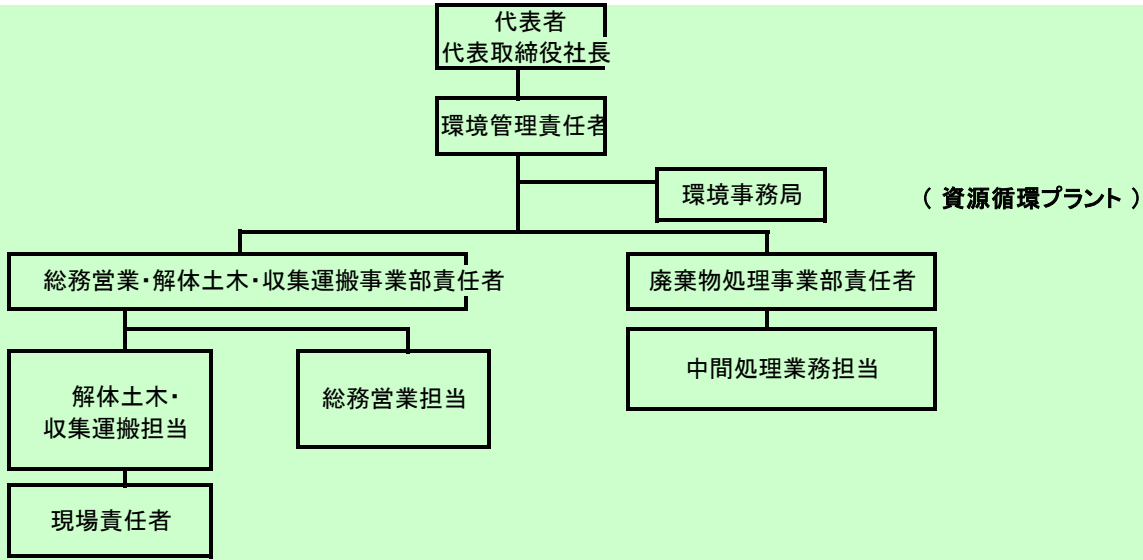 代表者
代表取締役社長
環境管理責任者
環境事務局
( 資源循環プラント )
総務営業・解体土木・収集運搬事業部責任者
廃棄物処理事業部責任者
解体土木・
収集運搬担当
総務営業担当
中間処理業務担当
現場責任者